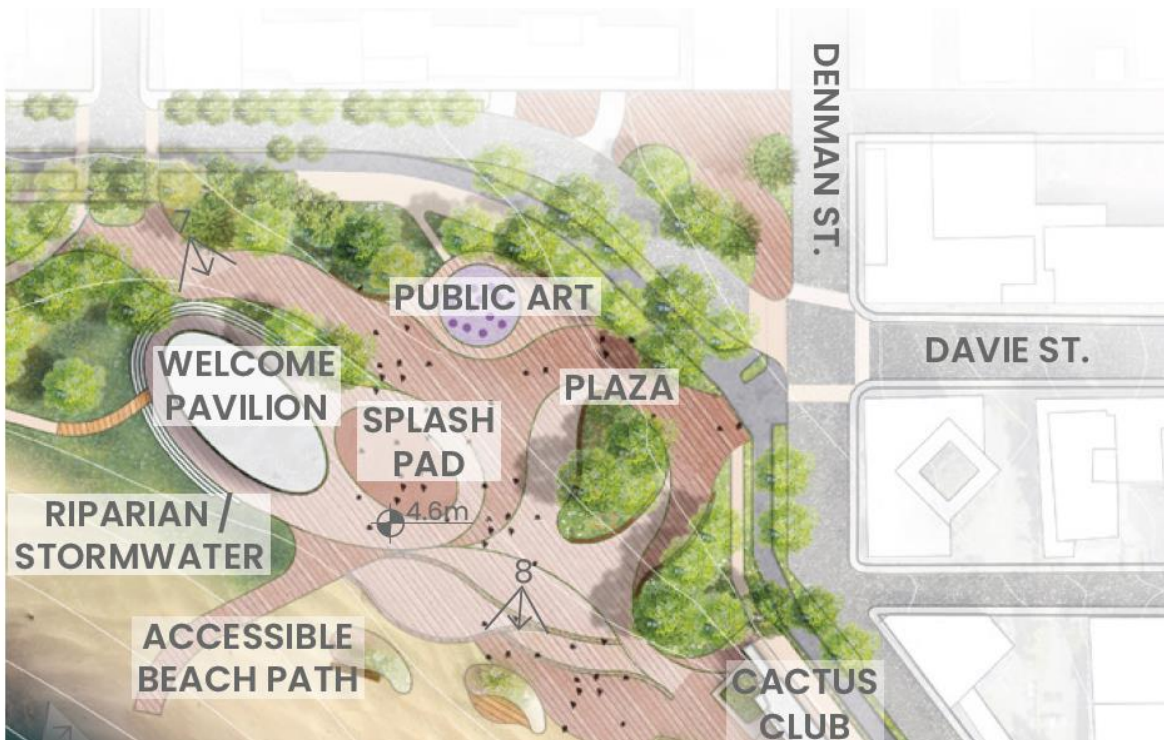 DENMAN ST.
7
PUBLIC ART
DAVIE ST.
WELCOME
PAVILION
PLAZA
SPLASH
PAD
4.6m
RIPARIAN /
STORMWATER
8
ACCESSIBLE
BEACH PATH
CACTUS
CLUB